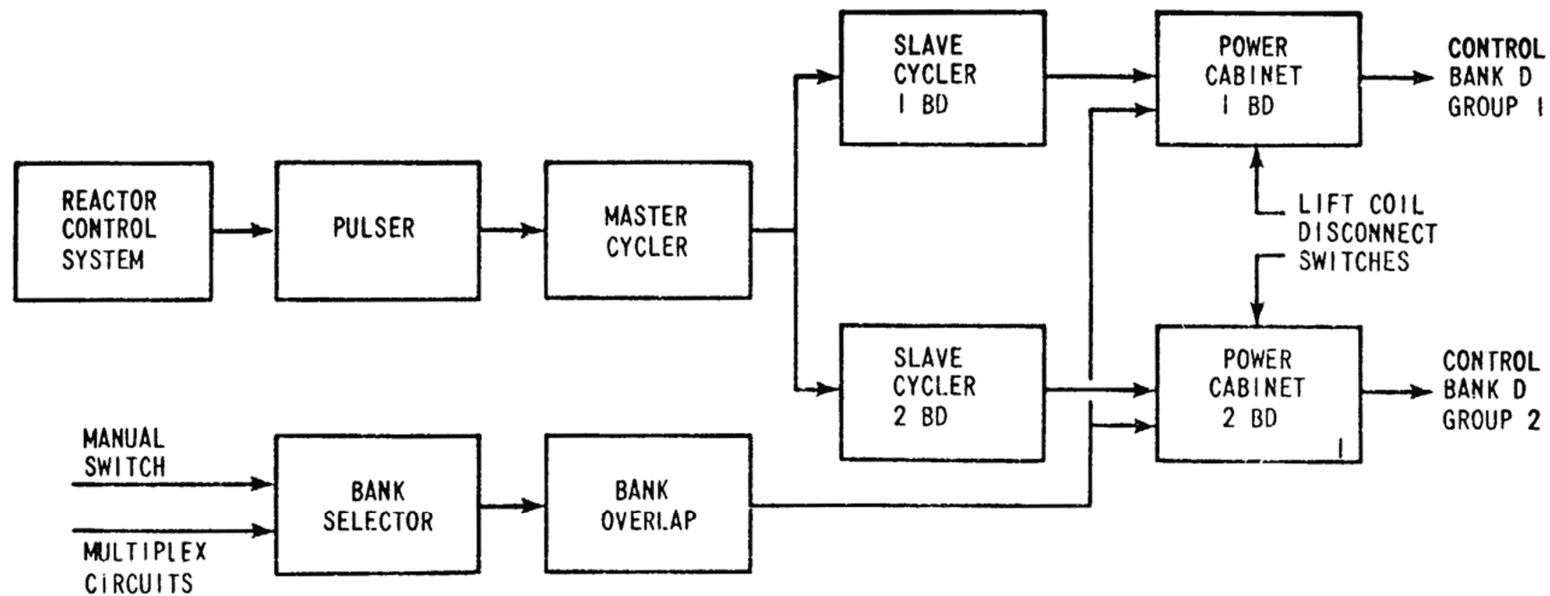 SLAVE
CYCLER
1 BD
POWER
CABINET
1 BD
CONTROL
BANK D
GROUP 1
REACTOR
CONTROL
SYSTEM
PULSER
MASTER
CYCLER
LIFT COIL
DISCONNECT
SWITCHES
SLAVE
CYCLER
2 BD
POWER
CABINET
2 BD
CONTROL
BANK D
GROUP 2
MANUAL
SWITCH
MULTIPLEX
CIRCUITS
BANK
SELECTOR
BANK
OVERLAP